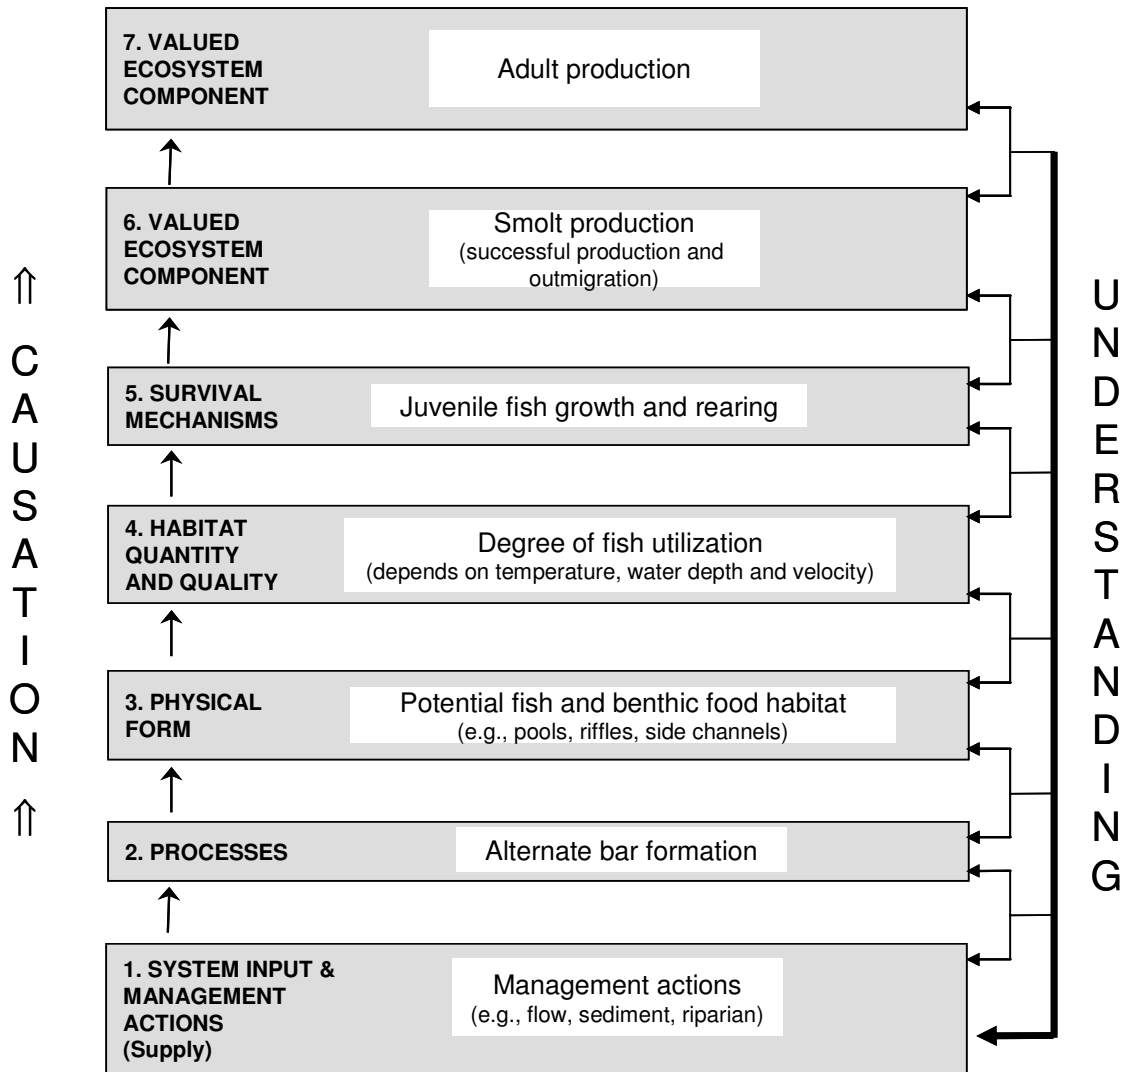 7. VALUED
ECOSYSTEM
COMPONENT
Adult production
6. VALUED
ECOSYSTEM
COMPONENT
Smolt production
(successful production and
outmigration)
5. SURVIVAL
MECHANISMS
Juvenile fish growth and rearing
4. HABITAT
QUANTITY
AND QUALITY
Degree of fish utilization
(depends on temperature, water depth and velocity)
3. PHYSICAL
FORM
Potential fish and benthic food habitat
(e.g., pools, riffles, side channels)
2. PROCESSES
Alternate bar formation
1. SYSTEM INPUT &
MANAGEMENT
ACTIONS
(Supply)
Management actions
(e.g., flow, sediment, riparian)
⇑ CAUSATION ⇑
UNDERSTANDING